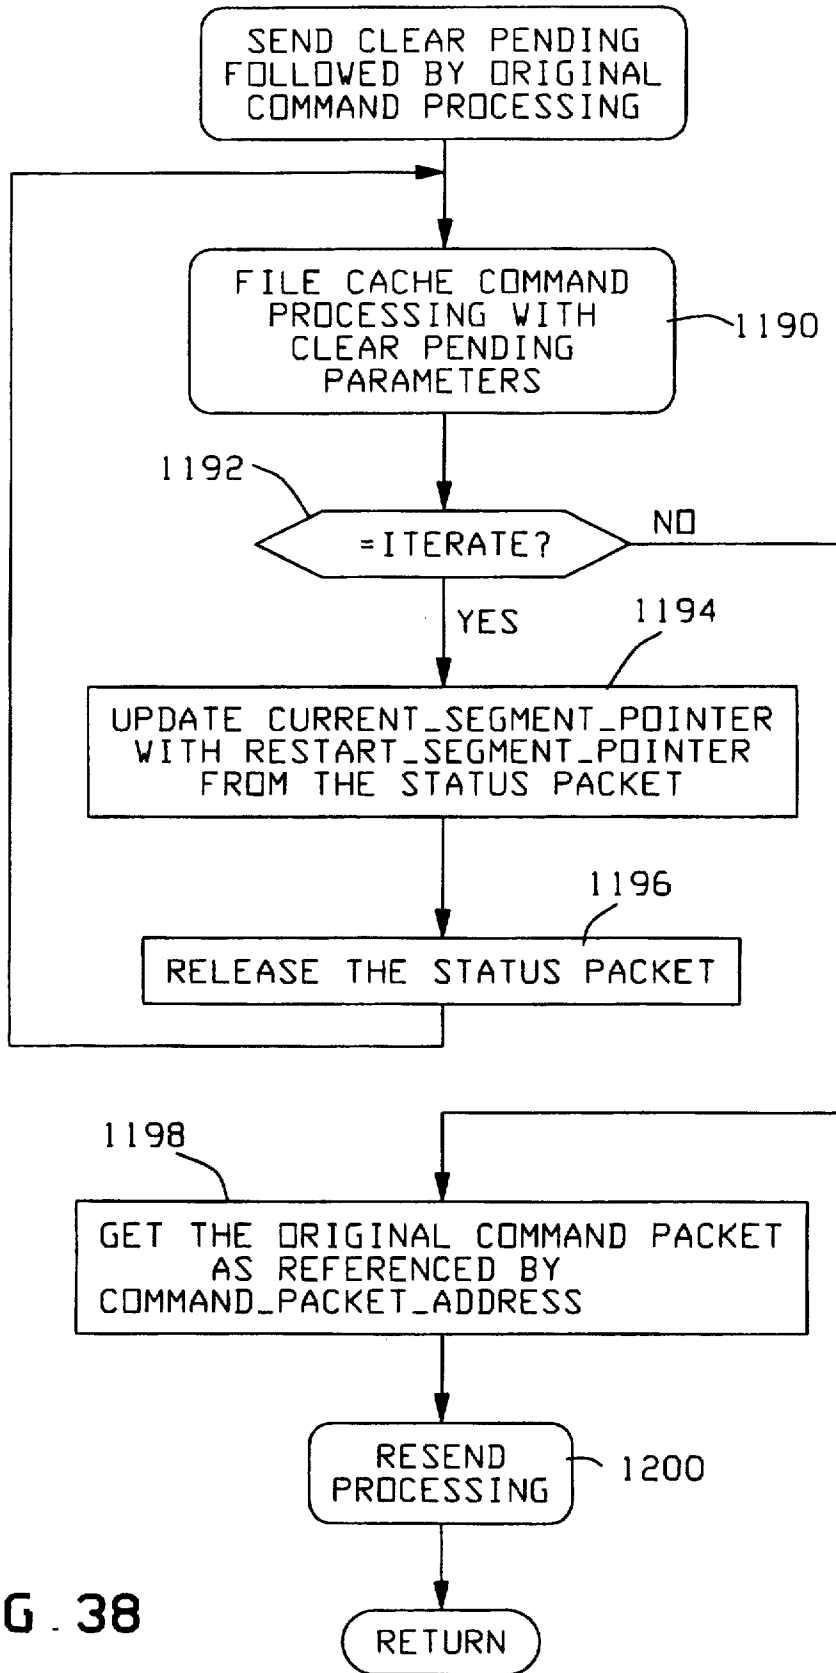 SEND CLEAR PENDING
FOLLOWED BY ORIGINAL
COMMAND PROCESSING
FILE CACHE COMMAND
PROCESSING WITH
CLEAR PENDING
PARAMETERS
1190
1192
=ITERATE?
NO
YES
1194
UPDATE CURRENT_SEGMENT_POINTER
WITH RESTART_SEGMENT_POINTER
FROM THE STATUS PACKET
1196
RELEASE THE STATUS PACKET
1198
GET THE ORIGINAL COMMAND PACKET
AS REFERENCED BY
COMMAND_PACKET_ADDRESS
RESEND
PROCESSING
1200
G.38
RETURN